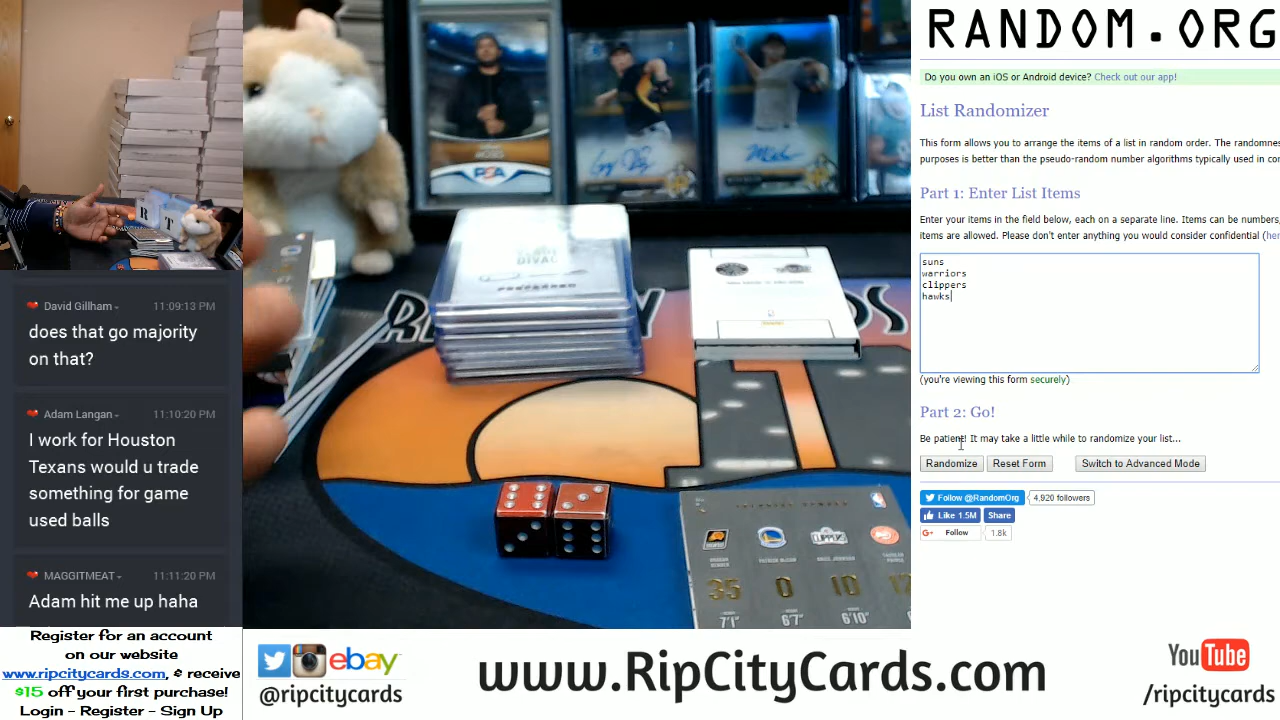 David Gillham
11:09:13 PM
does that go majority
on that?
Adam Langan
11:10:20 PM
I work for Houston
Texans would u trade
something for game
used balls
MAGGITMEAT
11:11:20 PM
Adam hit me up haha
Register for an account
on our website
www.ripcitycards.com, & receive
$15 off your first purchase!
Login - Register - Sign Up
R T
PSA
35 0 10
7'1" 6'7" 6'10"
ebay
@ripcitycards
www.RipCityCards.com
YouTube
/ripcitycards
RANDOM.ORG
Do you own an iOS or Android device? Check out our app!
List Randomizer
This form allows you to arrange the items of a list in random order. The randomne
purposes is better than the pseudo-random number algorithms typically used in co
Part 1: Enter List Items
Enter your items in the field below, each on a separate line. Items can be numbers,
items are allowed. Please don't enter anything you would consider confidential (her
suns
warriors
clippers
hawks
(you're viewing this form securely)
Part 2: Go!
Be patient! It may take a little while to randomize your list...
Randomize
Reset Form
Switch to Advanced Mode
Follow @RandomOrg
4,920 followers
Like 1.5M
Share
G+ Follow
1.8k